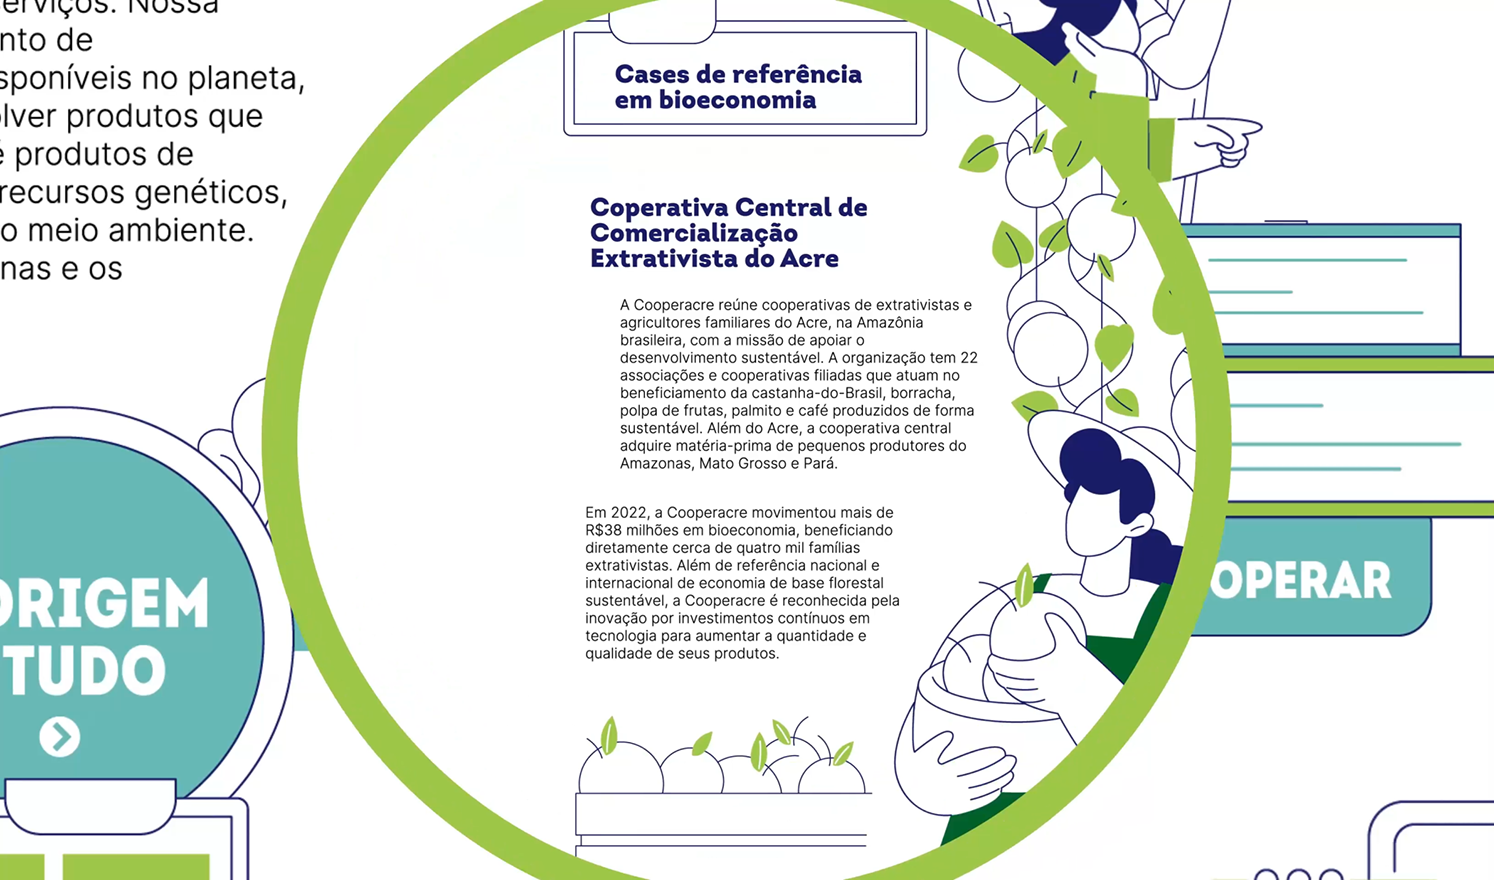 serviços. Nossa
nto de
sponíveis no planeta,
lver produtos que
é produtos de
recursos genéticos,
o meio ambiente.
nas e os
Cases de referência
em bioeconomia
Coperativa Central de
Comercialização
Extrativista do Acre
A Cooperacre reúne cooperativas de extrativistas e
agricultores familiares do Acre, na Amazônia
brasileira, com a missão de apoiar o
desenvolvimento sustentável. A organização tem 22
associações e cooperativas filiadas que atuam no
beneficiamento da castanha-do-Brasil, borracha,
polpa de frutas, palmito e café produzidos de forma
sustentável. Além do Acre, a cooperativa central
adquire matéria-prima de pequenos produtores do
Amazonas, Mato Grosso e Pará.
Em 2022, a Cooperacre movimentou mais de
R$38 milhões em bioeconomia, beneficiando
diretamente cerca de quatro mil famílias
extrativistas. Além de referência nacional e
internacional de economia de base florestal
sustentável, a Cooperacre é reconhecida pela
inovação por investimentos contínuos em
tecnologia para aumentar a quantidade e
qualidade de seus produtos.
ORIGEM
TUDO
OPERAR